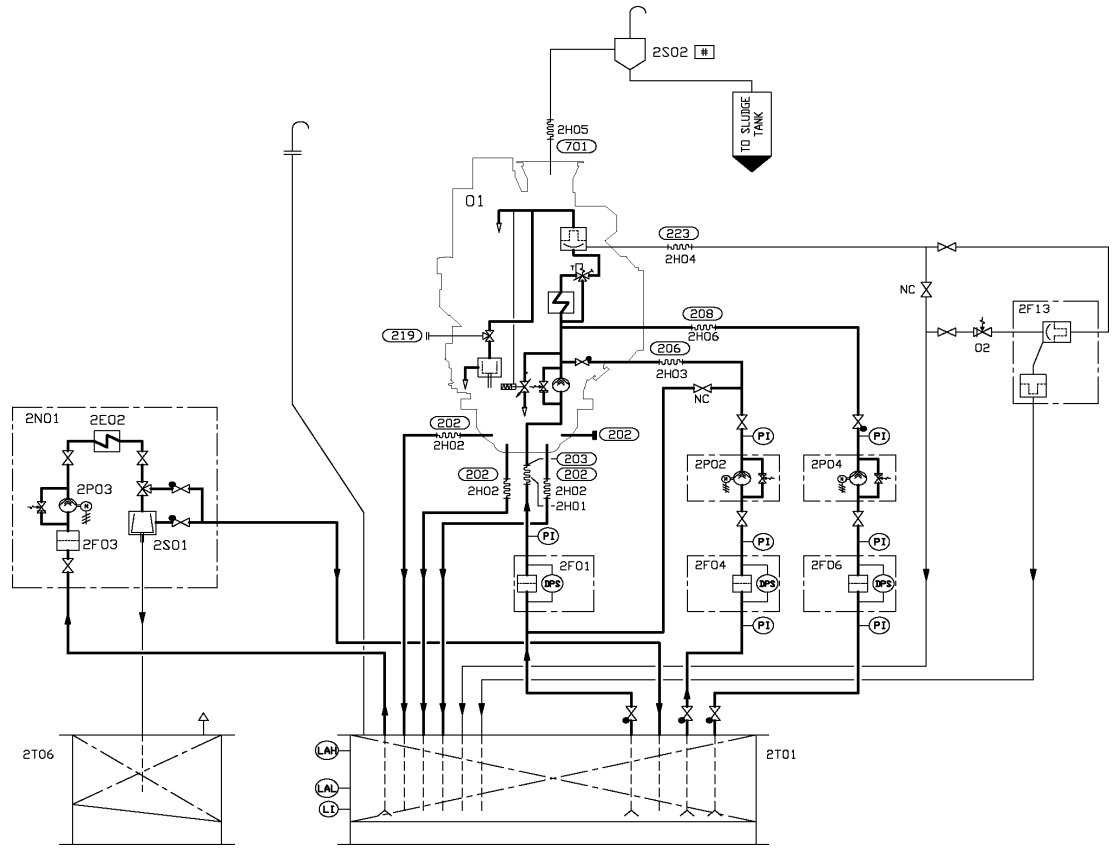 2S02 #
TO SLUDGE
TANK
2H05
701
01
223
2H04
NC
2F13
208
2H06
219
02
206
2H03
NC
202
2H02
202
PI
PI
2N01
2E02
203
202
202
2H02
2H02
2H01
2P02
2P04
2P03
M
M
M
2F03
2S01
PI
PI
PI
2F01
2F04
2F06
DPS
DPS
DPS
PI
PI
2T06
LAH
2T01
LAL
LI